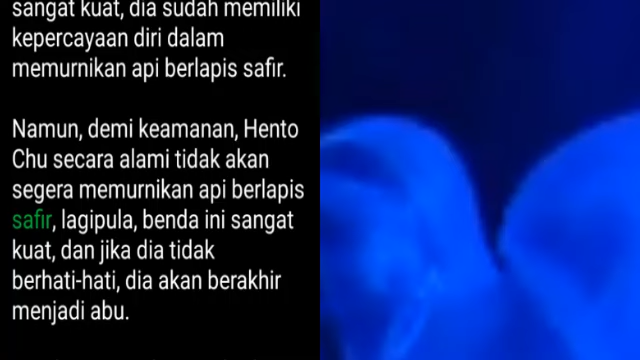 sangat kuat, dia sudah memiliki
kepercayaan diri dalam
memurnikan api berlapis safir.
Namun, demi keamanan, Hento
Chu secara alami tidak akan
segera memurnikan api berlapis
safir, lagipula, benda ini sangat
kuat, dan jika dia tidak
berhati-hati, dia akan berakhir
menjadi abu.